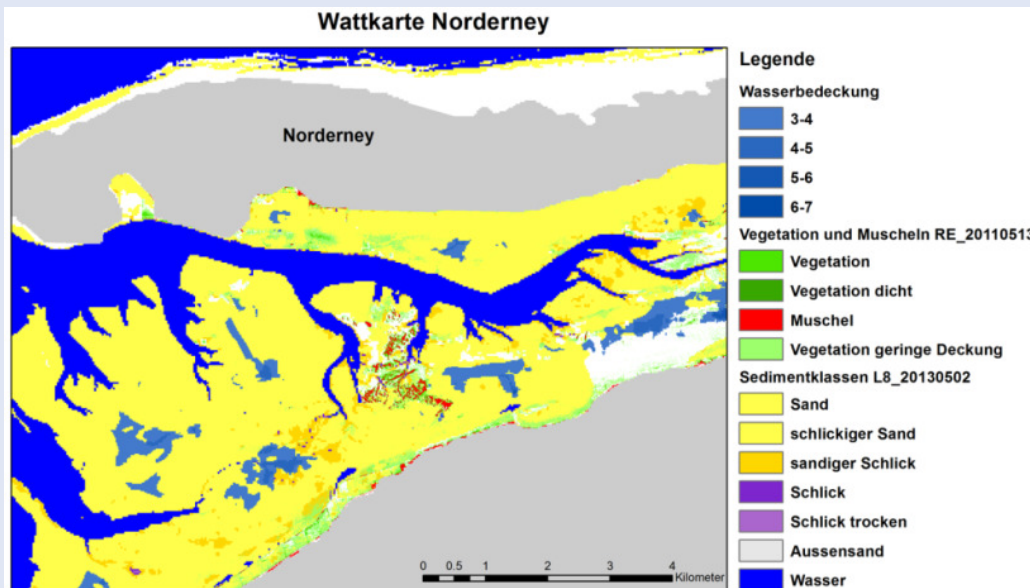 Wattkarte Norderney
Norderney
0 0.5 1 2 3 4
Kilometer
Legende
Wasserbedeckung
3-4
4-5
5-6
6-7
Vegetation und Muscheln RE_20110513
Vegetation
Vegetation dicht
Muschel
Vegetation geringe Deckung
Sedimentklassen L8_20130502
Sand
schlickiger Sand
sandiger Schlick
Schlick
Schlick trocken
Aussensand
Wasser